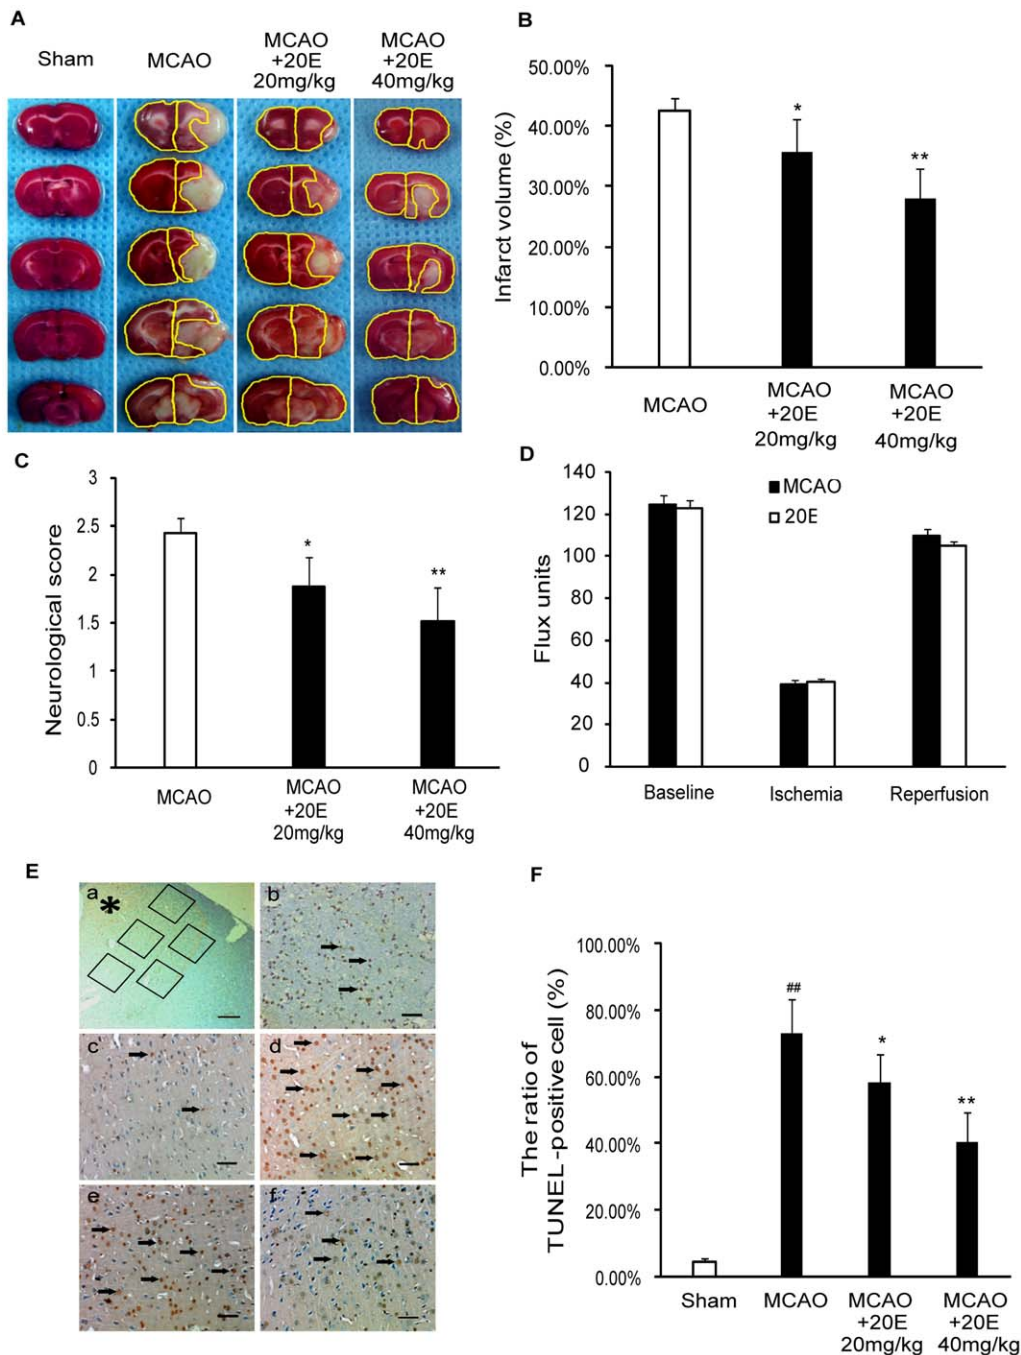 A
Sham
MCAO
MCAO
+20E
20mg/kg
MCAO
+20E
40mg/kg
B
Infarct volume (%)
50.00%
40.00%
30.00%
20.00%
10.00%
0.00%
*
**
MCAO
MCAO
+20E
20mg/kg
MCAO
+20E
40mg/kg
C
Neurological score
3
2.5
2
1.5
1
0.5
0
*
**
MCAO
MCAO
+20E
20mg/kg
MCAO
+20E
40mg/kg
D
Flux units
140
120
100
80
60
40
20
0
MCAO
20E
Baseline
Ischemia
Reperfusion
E
a
*
b
c
d
e
f
F
The ratio of
TUNEL-positive cell (%)
100.00%
80.00%
60.00%
40.00%
20.00%
0.00%
##
*
**
Sham
MCAO
MCAO
+20E
20mg/kg
MCAO
+20E
40mg/kg